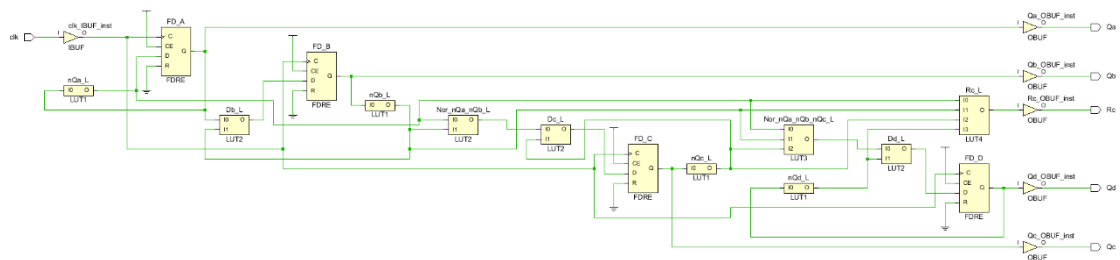 clk
clk_IBUF_inst
I
O
IBUF
nQa_L
I0
O
LUT1
FD_A
C
CE
D
R
Q
FDRE
Db_L
I0
I1
O
LUT2
FD_B
C
CE
D
R
Q
FDRE
nQb_L
I0
O
LUT1
Nor_nQa_nQb_L
I0
I1
O
LUT2
Dc_L
I0
I1
O
LUT2
FD_C
C
CE
D
R
Q
FDRE
nQc_L
I0
O
LUT1
Nor_nQa_nQb_nQc_L
I0
I1
I2
O
LUT3
nQd_L
I0
O
LUT1
Dd_L
I0
I1
O
LUT2
Rc_L
I0
I1
I2
I3
O
LUT4
FD_D
C
CE
D
R
Q
FDRE
Qa_OBUF_inst
I
O
OBUF
Qa
Qb_OBUF_inst
I
O
OBUF
Qb
Rc_OBUF_inst
I
O
OBUF
Rc
Qd_OBUF_inst
I
O
OBUF
Qd
Qc_OBUF_inst
I
O
OBUF
Qc